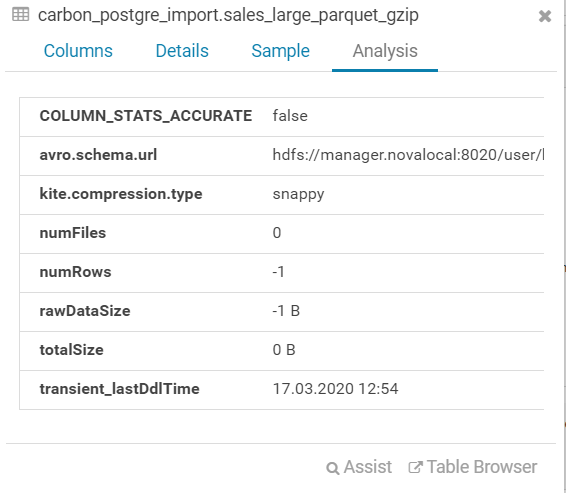 carbon_postgre_import.sales_large_parquet_gzip
Columns Details Sample Analysis
COLUMN_STATS_ACCURATE false
avro.schema.url hdfs://manager.novalocal:8020/user/
kite.compression.type snappy
numFiles 0
numRows -1
rawDataSize -1 B
totalSize 0 B
transient_lastDdlTime 17.03.2020 12:54
Assist Table Browser